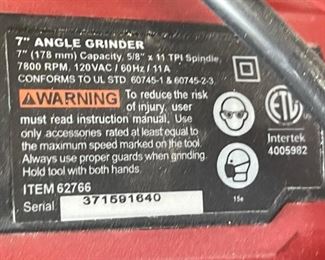 7" ANGLE GRINDER
7" (178 mm) Capacity, 5/8" x 11 TPI Spindle,
7800 RPM, 120VAC / 60Hz / 11A
CONFORMS TO UL STD. 60745-1 & 60745-2-3.
WARNING To reduce the risk
of injury, user
must read instruction manual. Use
only accessories rated at least equal to
the maximum speed marked on the tool.
Always use proper guards when grinding.
Hold tool with both hands.
ITEM 62766
Serial 371591640
15e
ETL
Intertek
4005982